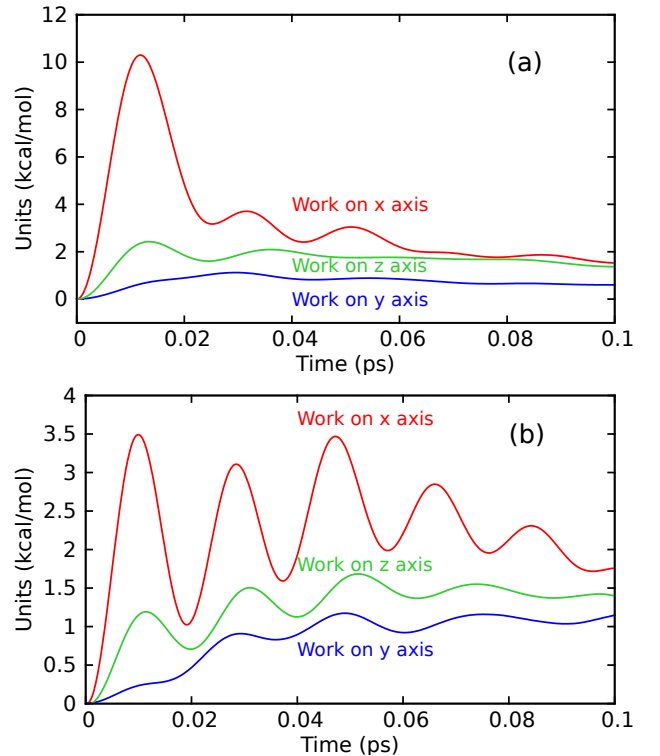 12
10
8
6
4
2
0
Units (kcal/mol)
(a)
Work on x axis
Work on z axis
Work on y axis
0 0.02 0.04 0.06 0.08 0.1
Time (ps)
4
3.5
3
2.5
2
1.5
1
0.5
0
Units (kcal/mol)
Work on x axis
(b)
Work on z axis
Work on y axis
0 0.02 0.04 0.06 0.08 0.1
Time (ps)